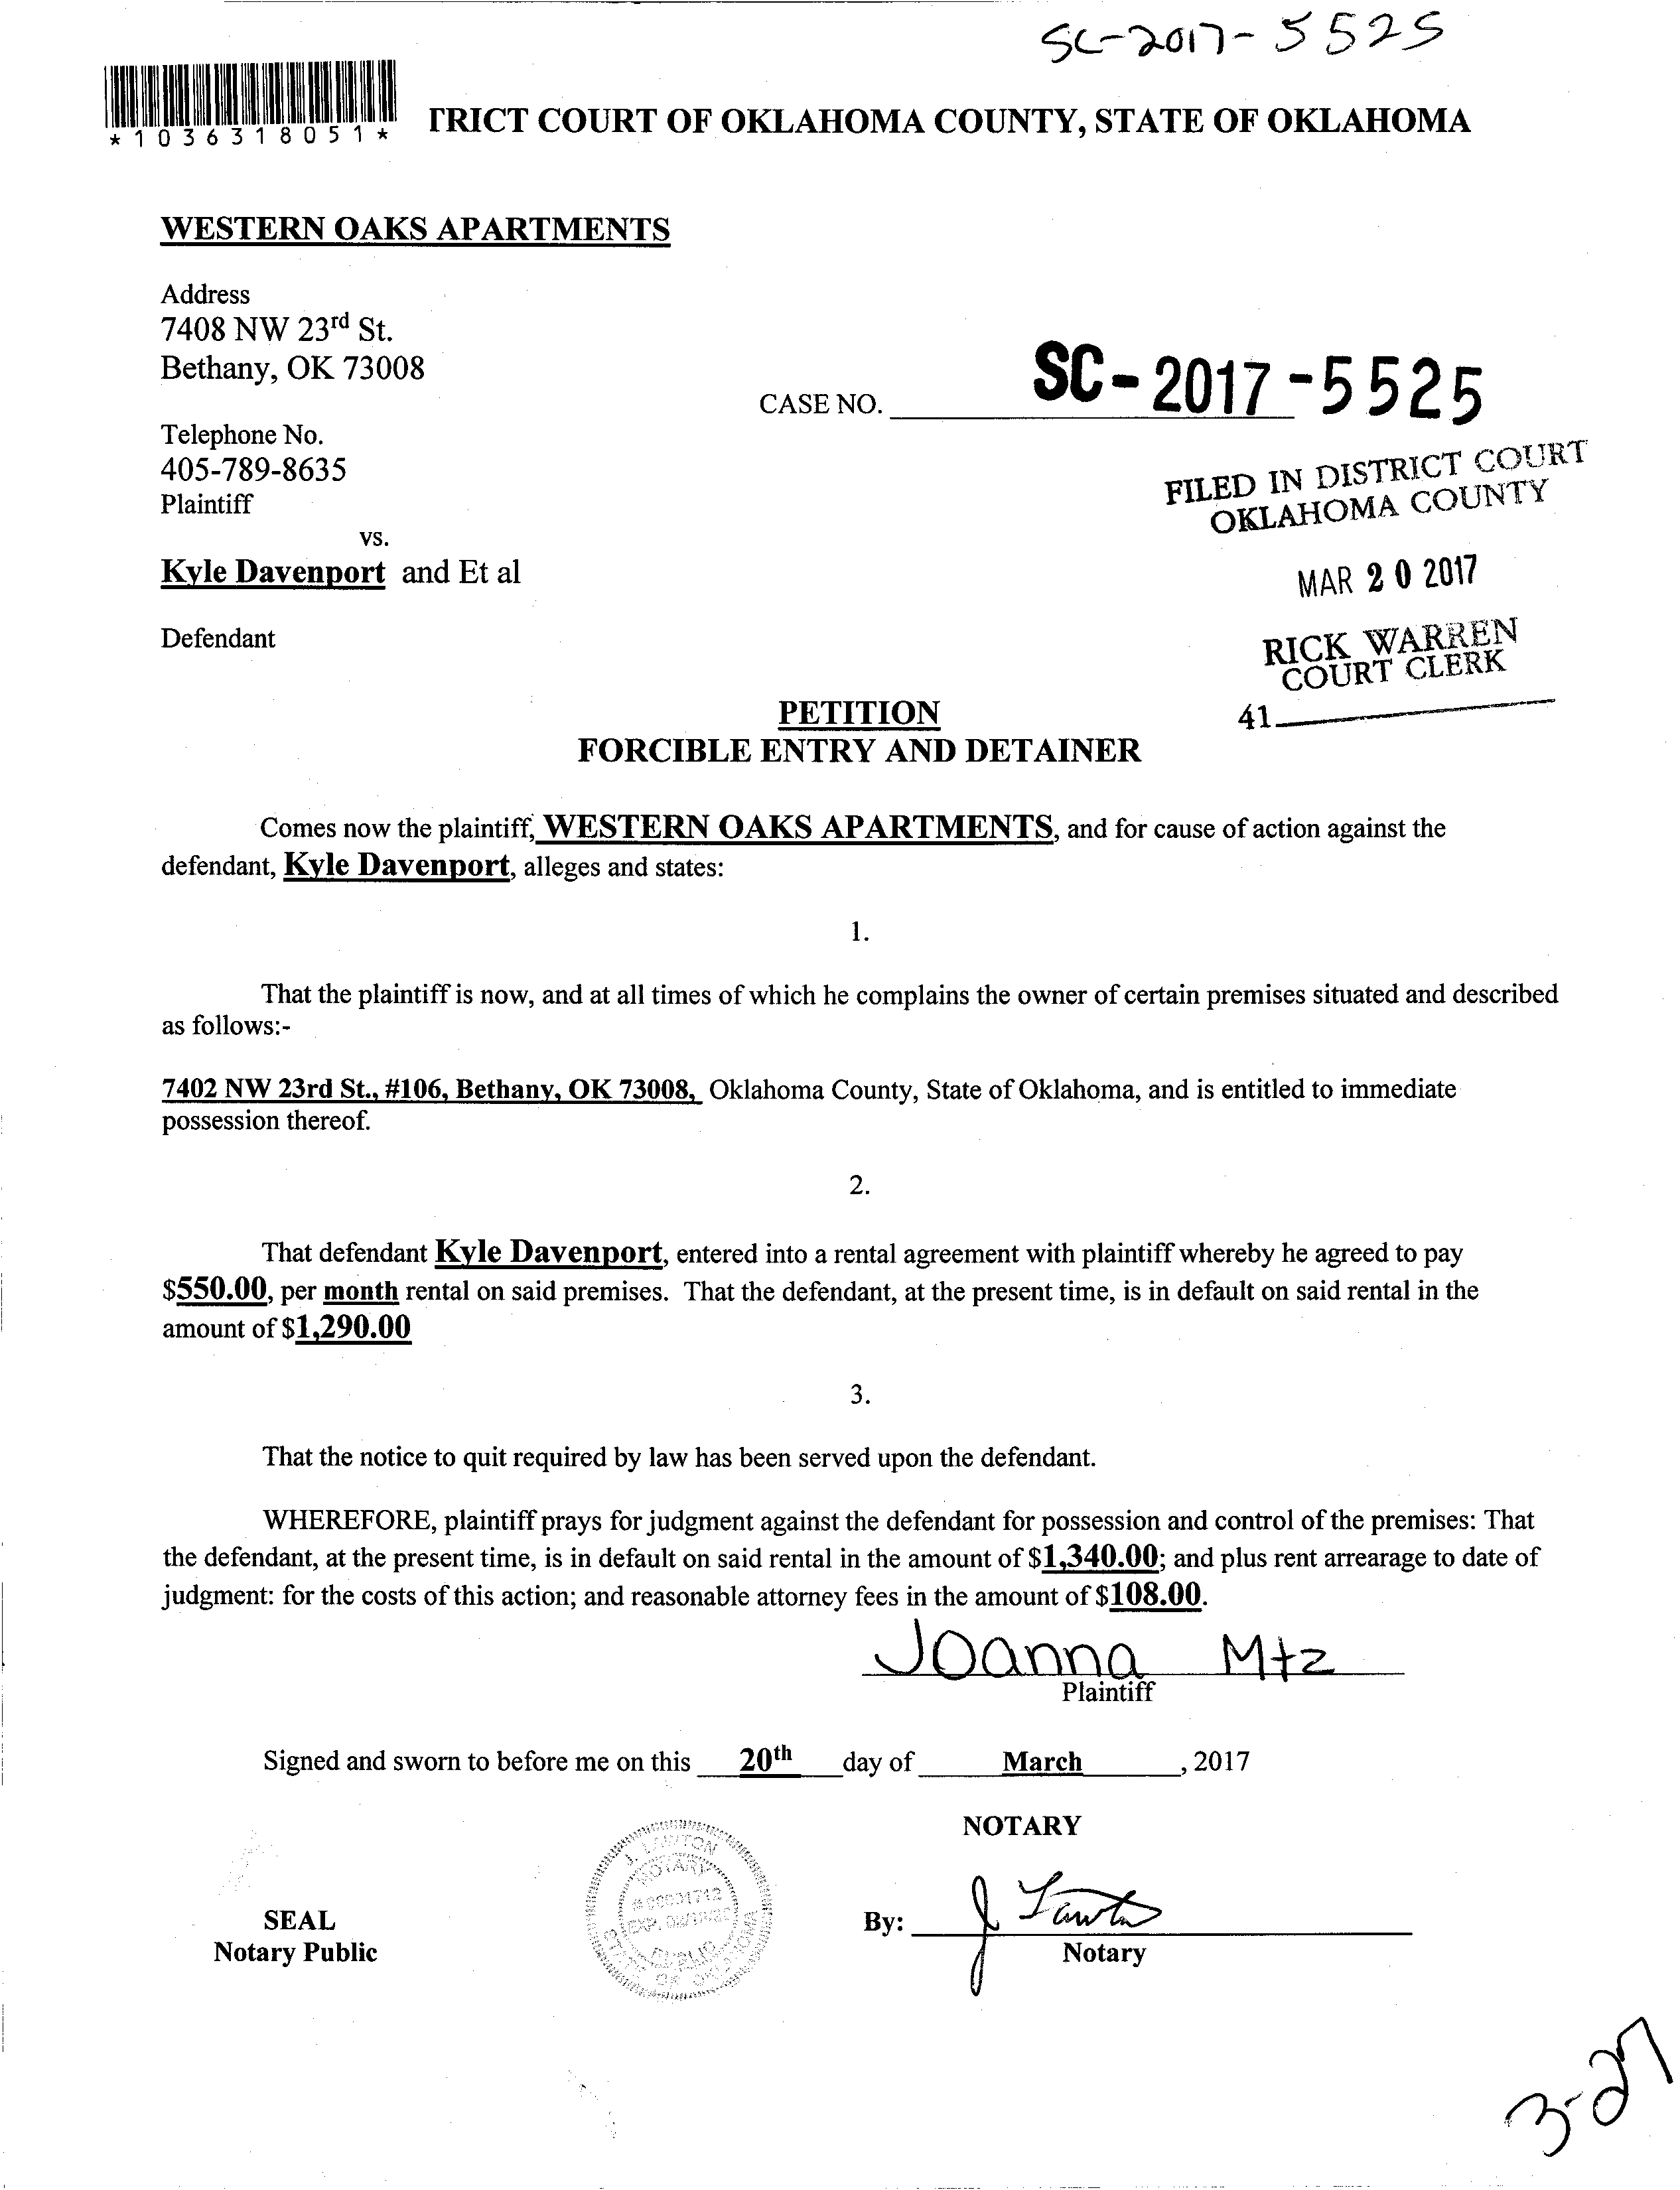 SC-2017-5525
*1036318051*
TRICT COURT OF OKLAHOMA COUNTY, STATE OF OKLAHOMA
WESTERN OAKS APARTMENTS
Address
7408 NW 23rd St.
Bethany, OK 73008
CASE NO. SC-2017-5525
Telephone No.
405-789-8635
Plaintiff
FILED IN DISTRICT COURT
OKLAHOMA COUNTY
vs.
Kyle Davenport and Et al
MAR 20 2017
Defendant
RICK WARREN
COURT CLERK
41
PETITION
FORCIBLE ENTRY AND DETAINER
Comes now the plaintiff, WESTERN OAKS APARTMENTS, and for cause of action against the
defendant, Kyle Davenport, alleges and states:
1.
That the plaintiff is now, and at all times of which he complains the owner of certain premises situated and described
as follows:-
7402 NW 23rd St., #106, Bethany, OK 73008, Oklahoma County, State of Oklahoma, and is entitled to immediate
possession thereof.
2.
That defendant Kyle Davenport, entered into a rental agreement with plaintiff whereby he agreed to pay
$550.00, per month rental on said premises. That the defendant, at the present time, is in default on said rental in the
amount of $1,290.00
3.
That the notice to quit required by law has been served upon the defendant.
WHEREFORE, plaintiff prays for judgment against the defendant for possession and control of the premises: That
the defendant, at the present time, is in default on said rental in the amount of $1,340.00; and plus rent arrearage to date of
judgment: for the costs of this action; and reasonable attorney fees in the amount of $108.00.
Joanna Mtz
Plaintiff
Signed and sworn to before me on this 20th day of March, 2017
NOTARY
J. LAWTON
NOTARY
PUBLIC
STATE OF OKLAHOMA
SEAL
Notary Public
By: J Lawton
Notary
3-27